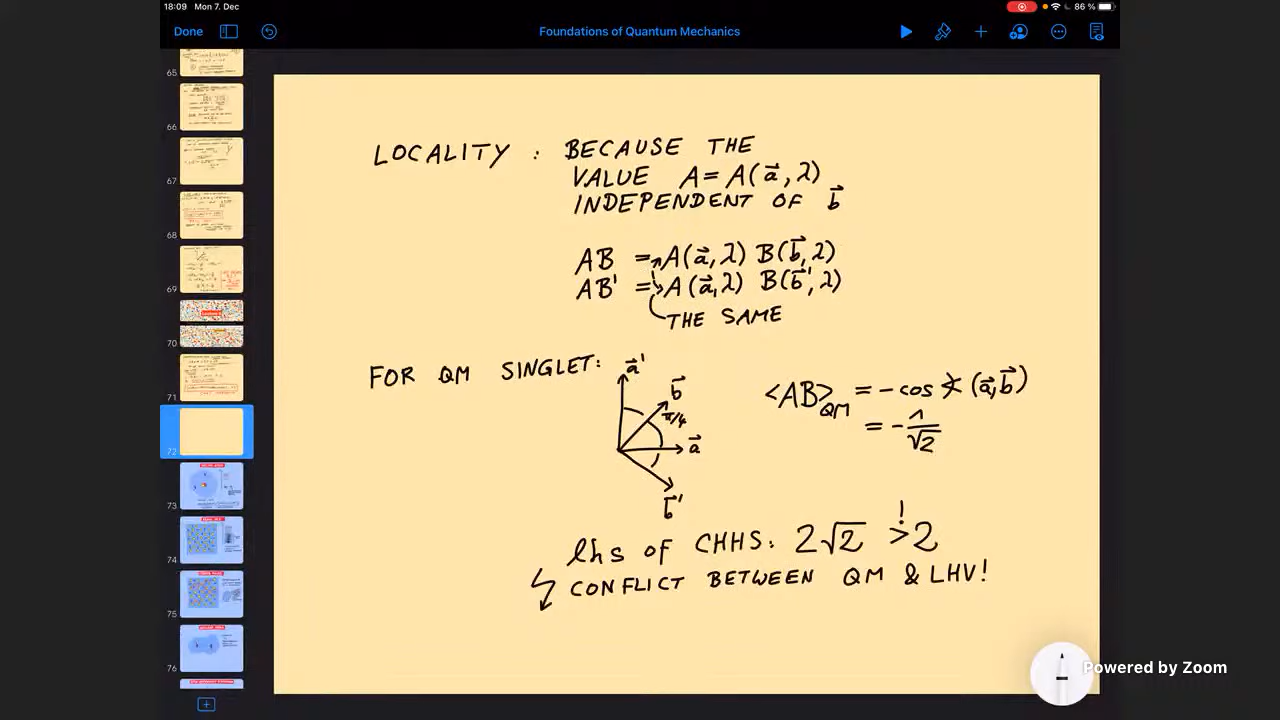 18:09 Mon 7. Dec
86 %
Done
Foundations of Quantum Mechanics
65
66
67
68
69
70
71
72
73
74
75
76
LOCALITY : BECAUSE THE
VALUE A = A(a⃗, λ)
INDEPENDENT OF b⃗
AB = A(a⃗, λ) B(b⃗, λ)
AB' = A(a⃗, λ) B(b⃗', λ)
THE SAME
FOR QM SINGLET:
a⃗'
b⃗
π/4
a⃗
b⃗'
<AB>QM = - cos ∢ (a⃗, b⃗)
= - 1/√2
lhs of CHHS: 2√2 > 2
!
CONFLICT BETWEEN QM & LHV!
Powered by Zoom